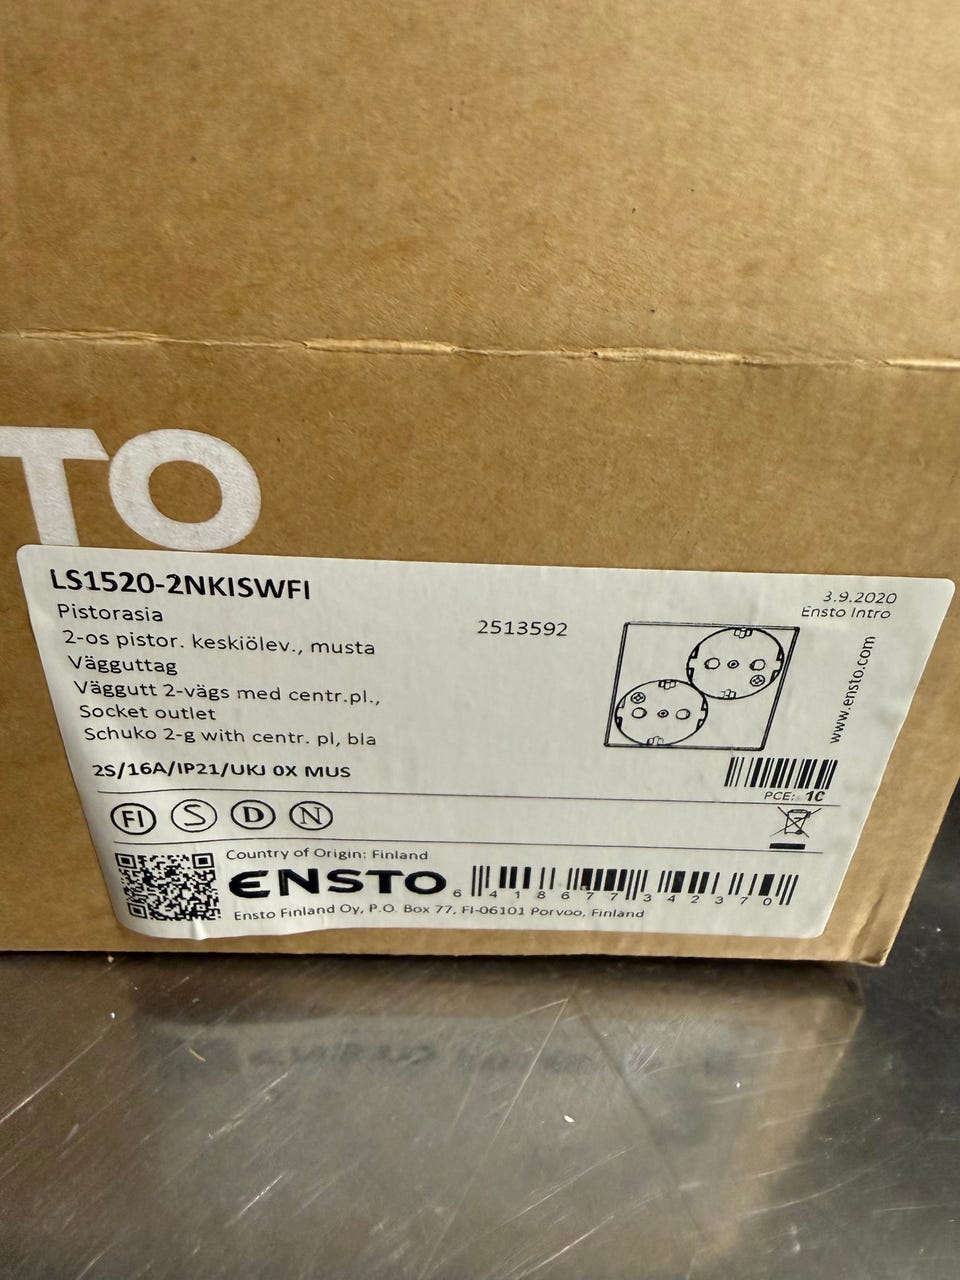 TO
LS1520-2NKISWFI
Pistorasia
2-os pistor. keskiölev., musta
Vägguttag
Väggutt 2-vägs med centr.pl.,
Socket outlet
Schuko 2-g with centr. pl, bla
2S/16A/IP21/UKJ 0X MUS
2513592
3.9.2020
Ensto Intro
www.ensto.com
PCE: 10
FI S D N
Country of Origin: Finland
ENSTO
6 418677 342370
Ensto Finland Oy, P.O. Box 77, FI-06101 Porvoo, Finland